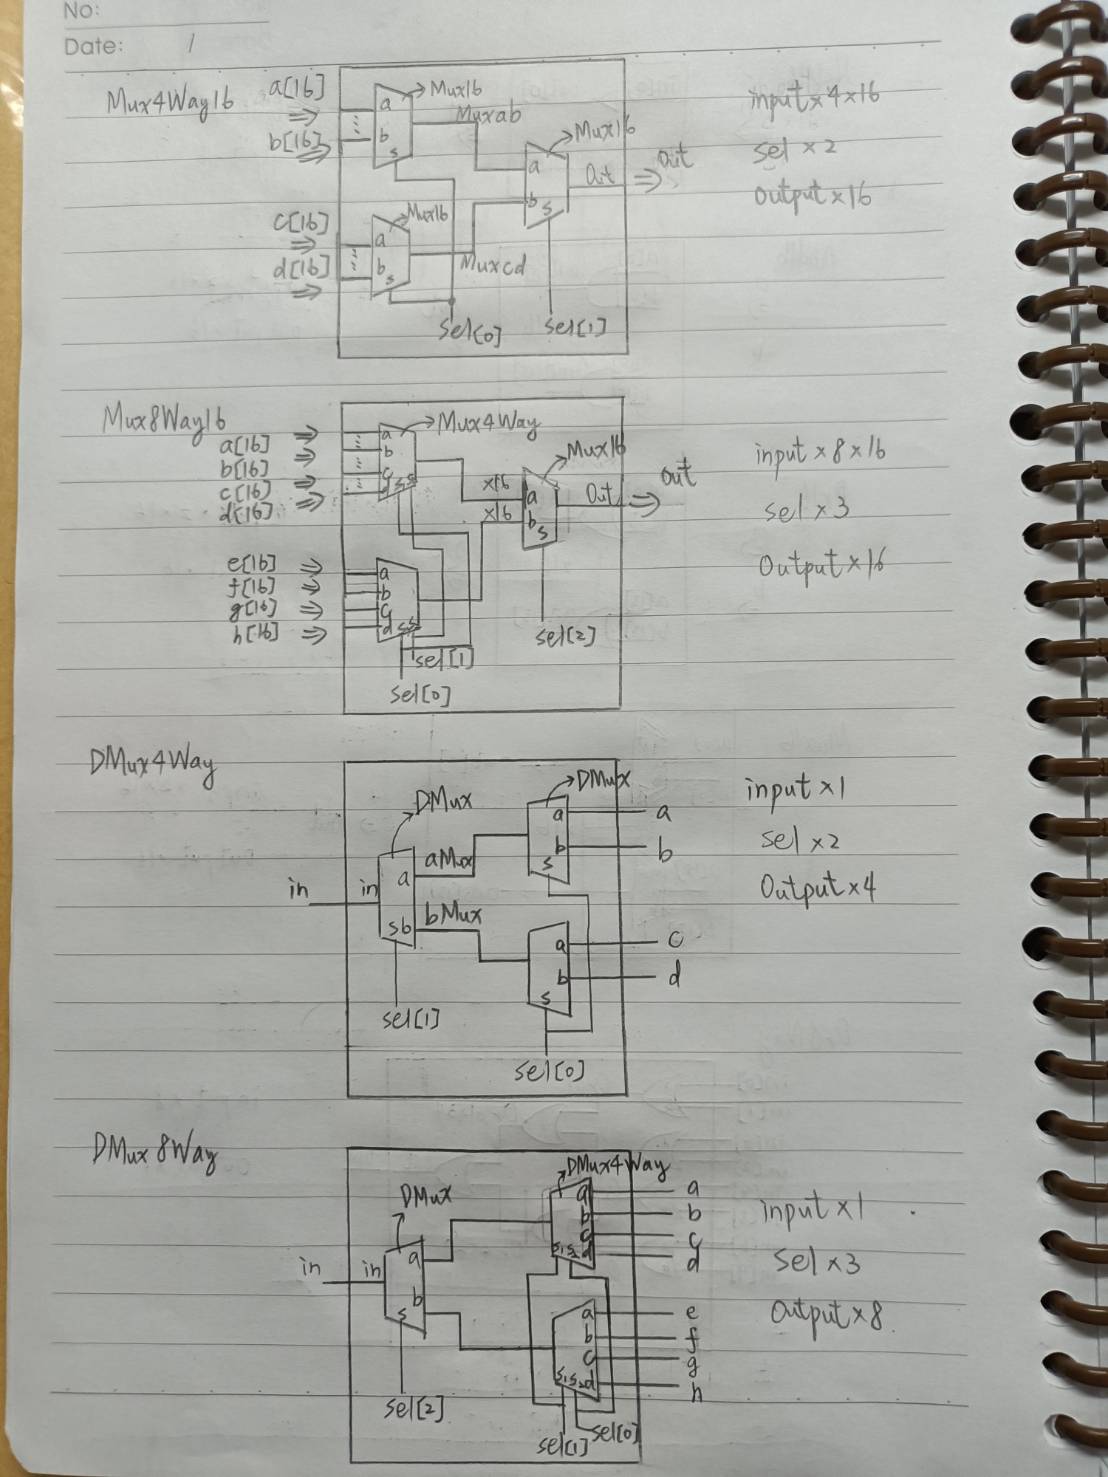 No:
Date: /
Mux4Way16
a[16]
b[16]
c[16]
d[16]
a
b
s
Mux16
Muxab
a
b
s
Mux16
Muxcd
a
b
s
Mux16
Out
out
sel[0]
sel[1]
input×4×16
sel×2
output×16
Mux8Way16
a[16]
b[16]
c[16]
d[16]
e[16]
f[16]
g[16]
h[16]
a
b
c
d
s s
Mux4Way
a
b
c
d
s s
×16
×16
a
b
s
Mux16
Out
out
sel[1]
sel[0]
sel[2]
input×8×16
sel×3
Output×16
DMux4Way
in
in
a
sb
DMux
aMux
bMux
DMux
a
b
s
a
b
s
a
b
c
d
sel[1]
sel[0]
input×1
sel×2
Output×4
DMux8Way
in
in
a
b
s
DMux
DMux4Way
a
b
c
s₁s₂d
a
b
c
s₁s₂d
a
b
c
d
e
f
g
h
sel[2]
sel[1]
sel[0]
input×1
sel×3
Output×8